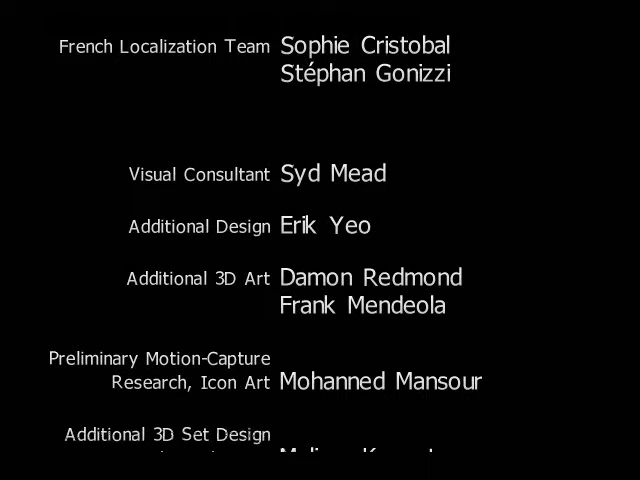 French Localization Team Sophie Cristobal
Stéphan Gonizzi
Visual Consultant Syd Mead
Additional Design Erik Yeo
Additional 3D Art Damon Redmond
Frank Mendeola
Preliminary Motion-Capture
Research, Icon Art Mohanned Mansour
Additional 3D Set Design